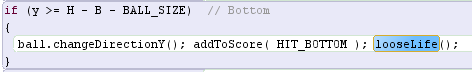 if (y >= H - B - BALL_SIZE)  // Bottom
{
ball.changeDirectionY(); addToScore( HIT_BOTTOM ); looseLife();
}